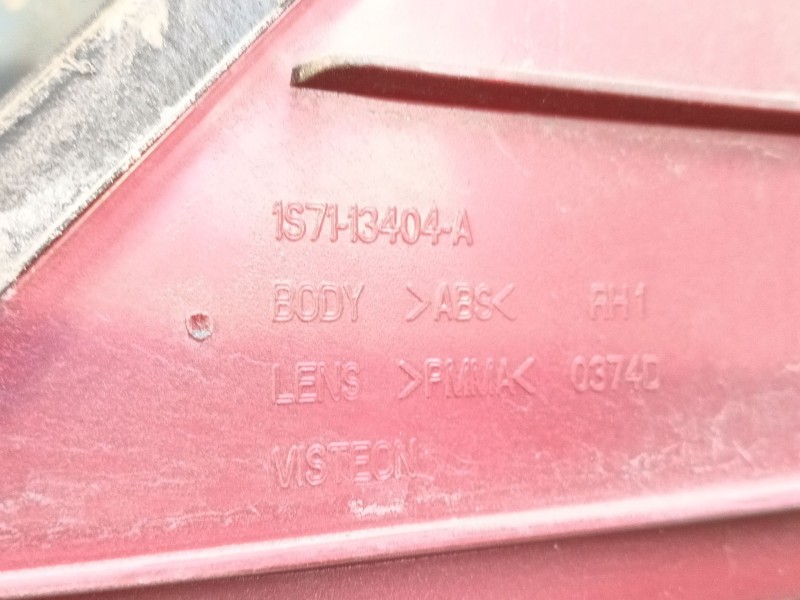 1S71-13404-A
BODY >ABS< RH1
LENS >PMMA< 0374D
VISTEON